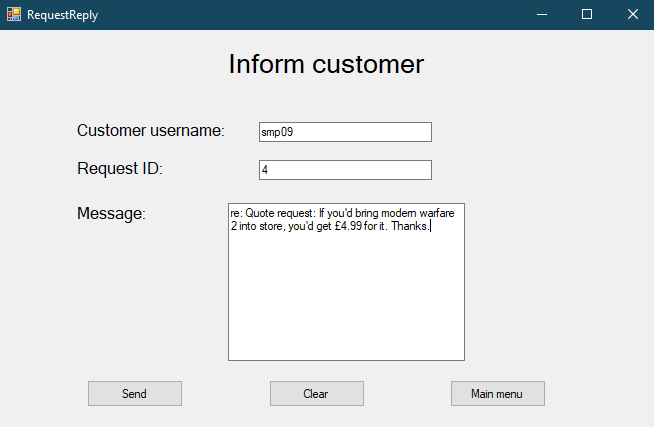 RequestReply
Inform customer
Customer username:
smp09
Request ID:
4
Message:
re: Quote request: If you'd bring modern warfare
2 into store, you'd get £4.99 for it. Thanks.
Send
Clear
Main menu